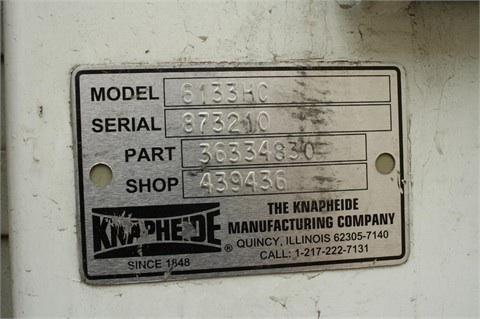 MODEL 6133HC
SERIAL 873210
PART 36334830
SHOP 439436
KNAPHEIDE ®
SINCE 1848
THE KNAPHEIDE
MANUFACTURING COMPANY
QUINCY, ILLINOIS 62305-7140
CALL: 1-217-222-7131